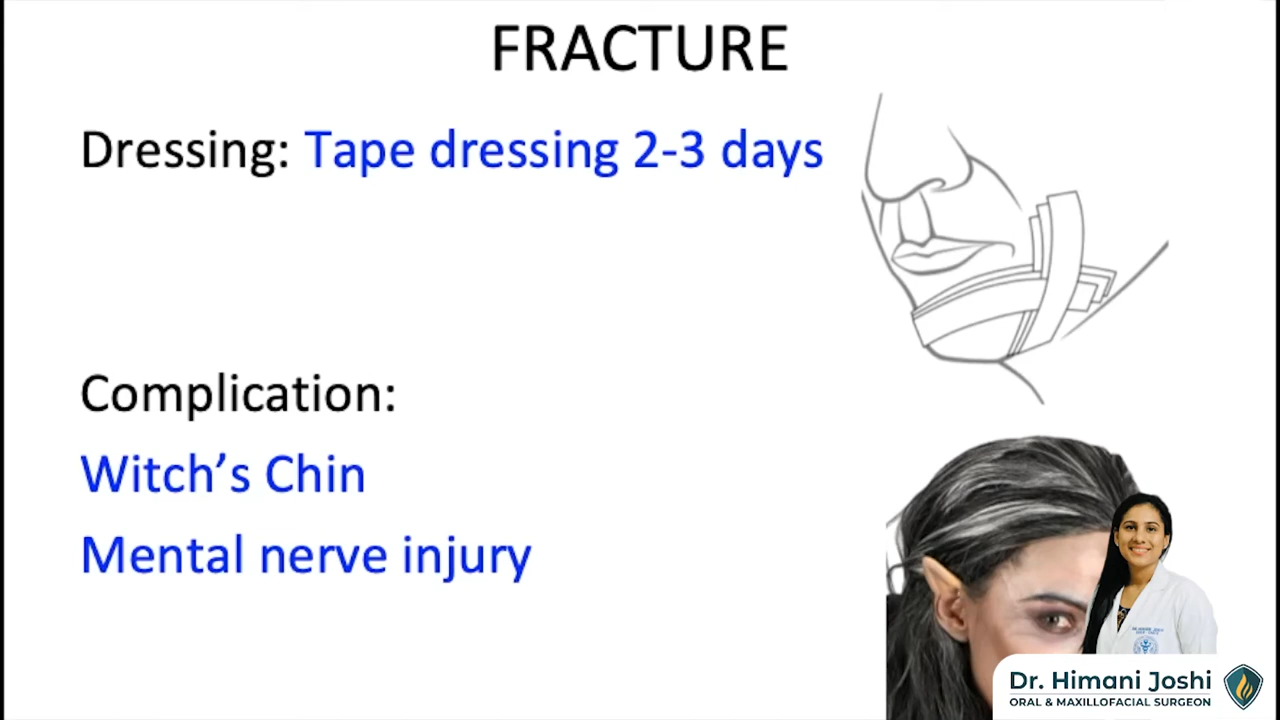 FRACTURE
Dressing: Tape dressing 2-3 days
Complication:
Witch’s Chin
Mental nerve injury
Dr. Himani Joshi
ORAL & MAXILLOFACIAL SURGEON